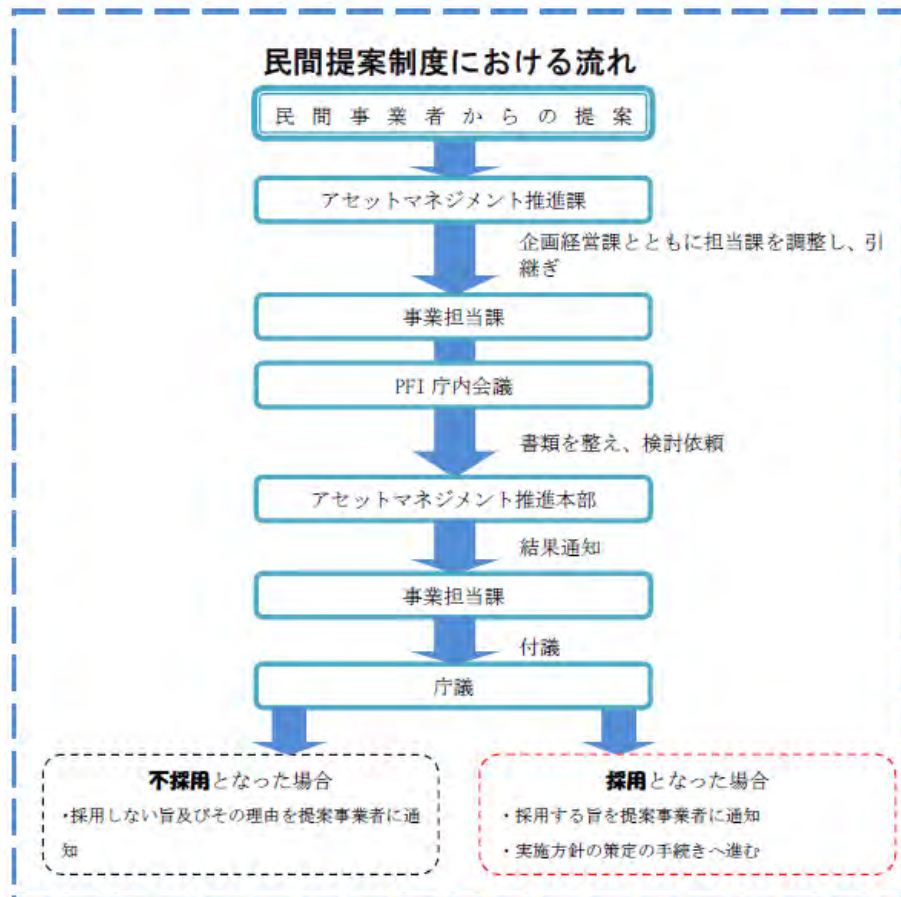 民間提案制度における流れ
民間事業者からの提案
アセットマネジメント推進課
企画経営課とともに担当課を調整し、引
継ぎ
事業担当課
PFI 庁内会議
書類を整え、検討依頼
アセットマネジメント推進本部
結果通知
事業担当課
付議
庁議
不採用となった場合
・採用しない旨及びその理由を提案事業者に通
知
採用となった場合
・採用する旨を提案事業者に通知
・実施方針の策定の手続きへ進む